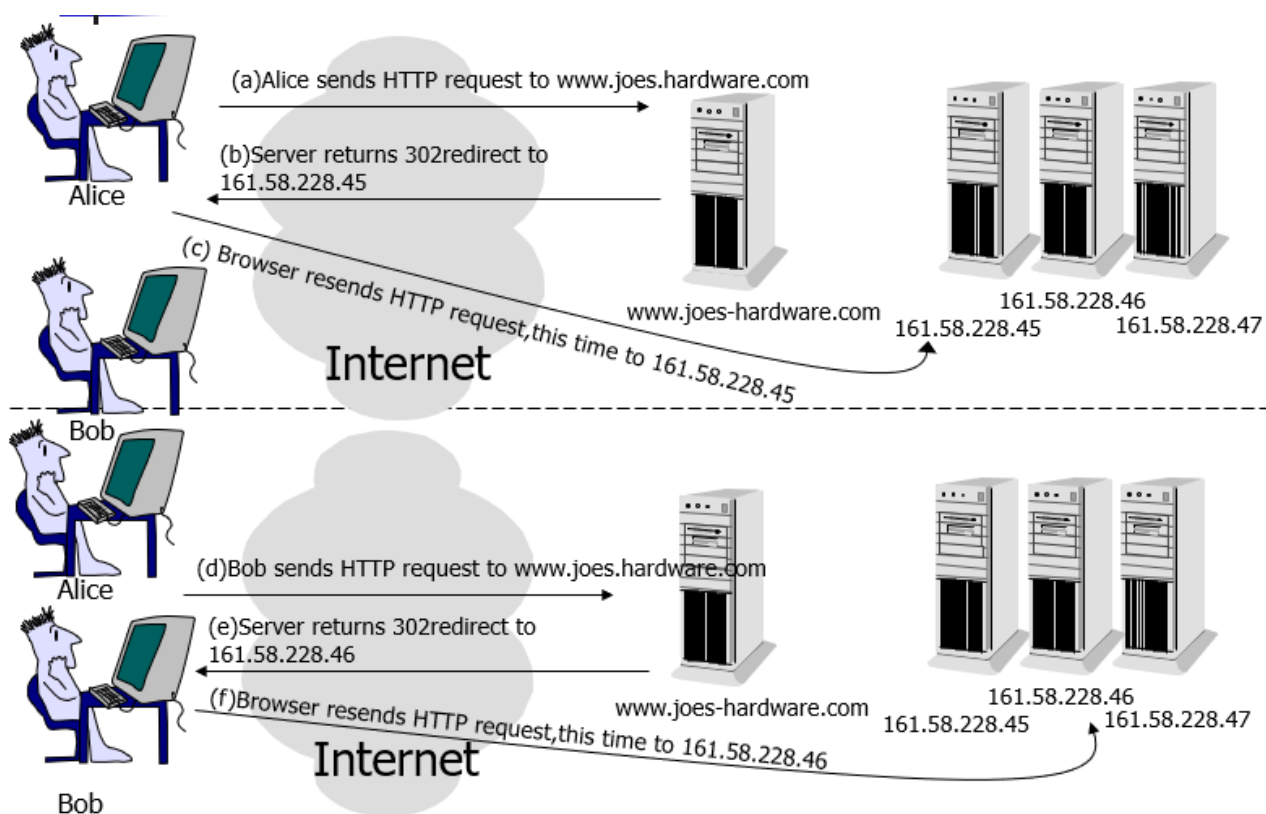 (a)Alice sends HTTP request to www.joes.hardware.com
(b)Server returns 302redirect to
161.58.228.45
Alice
(c) Browser resends HTTP request,this time to 161.58.228.45
www.joes-hardware.com
161.58.228.46
161.58.228.45
161.58.228.47
Internet
Bob
Alice
(d)Bob sends HTTP request to www.joes.hardware.com
(e)Server returns 302redirect to
161.58.228.46
(f)Browser resends HTTP request,this time to 161.58.228.46
www.joes-hardware.com
161.58.228.46
161.58.228.45
161.58.228.47
Internet
Bob